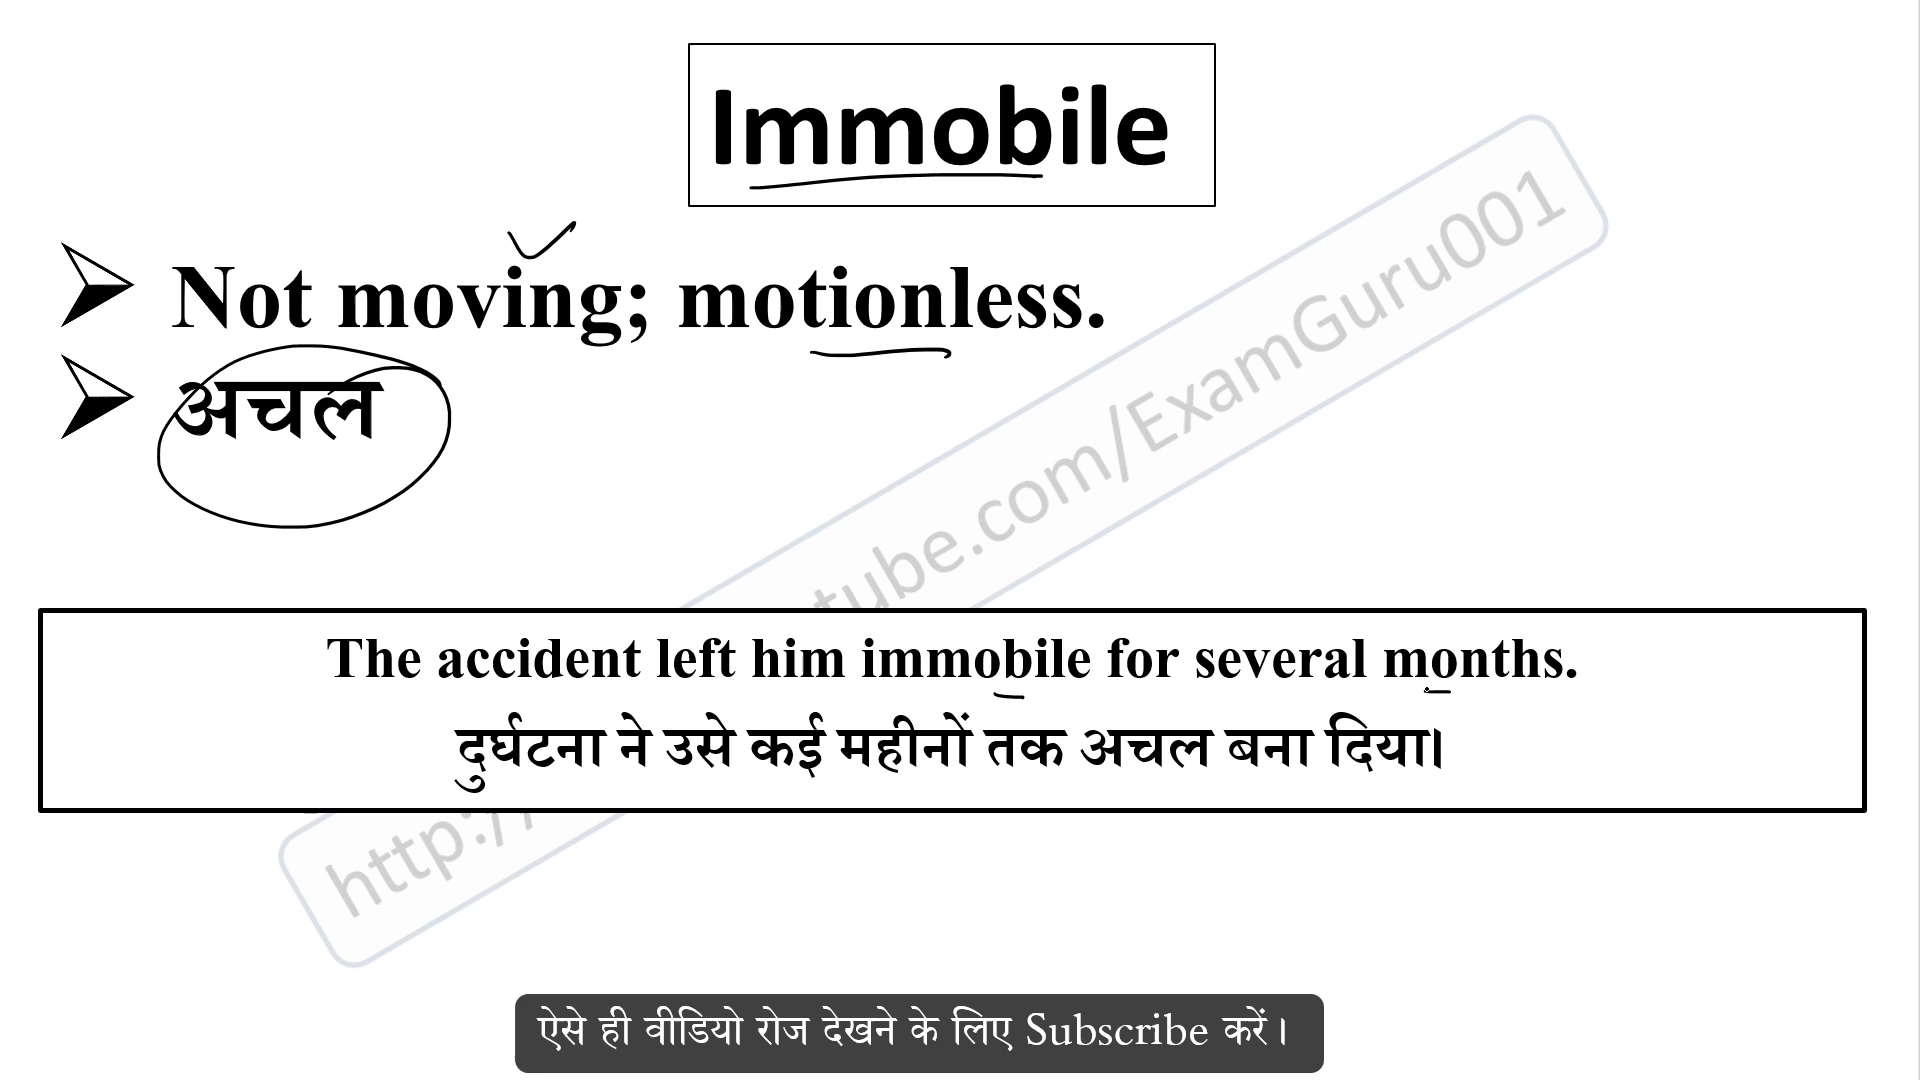 Immobile
Not moving; motionless.
अचल
The accident left him immobile for several months.
दुर्घटना ने उसे कई महीनों तक अचल बना दिया।
http://
tube.com/ExamGuru001
ऐसे ही वीडियो रोज देखने के लिए Subscribe करें।